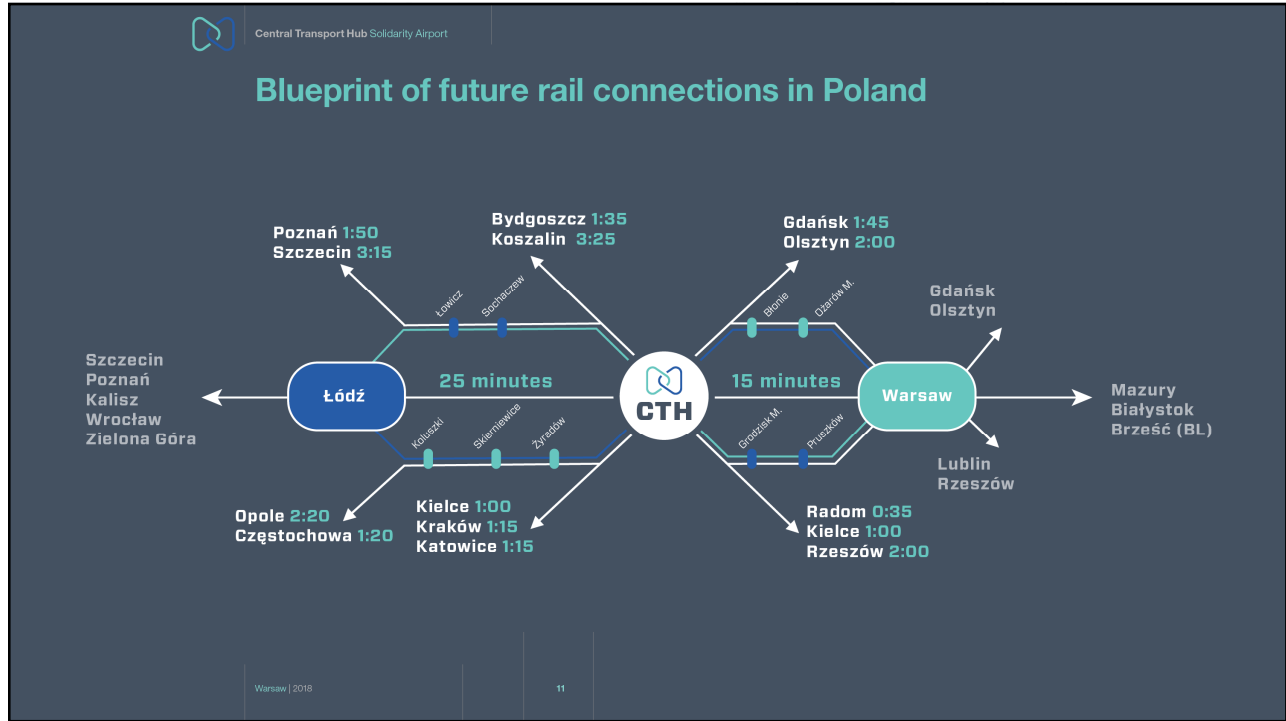 Central Transport Hub Solidarity Airport
Blueprint of future rail connections in Poland
Poznań 1:50
Szczecin 3:15
Bydgoszcz 1:35
Koszalin 3:25
Gdańsk 1:45
Olsztyn 2:00
Łowicz
Sochaczew
Błonie
Ożarów M.
Gdańsk
Olsztyn
Szczecin
Poznań
Kalisz
Wrocław
Zielona Góra
Łódź
25 minutes
CTH
15 minutes
Warsaw
Mazury
Białystok
Brześć (BL)
Koluszki
Skierniewice
Żyradów
Grodzisk M.
Pruszków
Lublin
Rzeszów
Opole 2:20
Częstochowa 1:20
Kielce 1:00
Kraków 1:15
Katowice 1:15
Radom 0:35
Kielce 1:00
Rzeszów 2:00
Warsaw | 2018
11